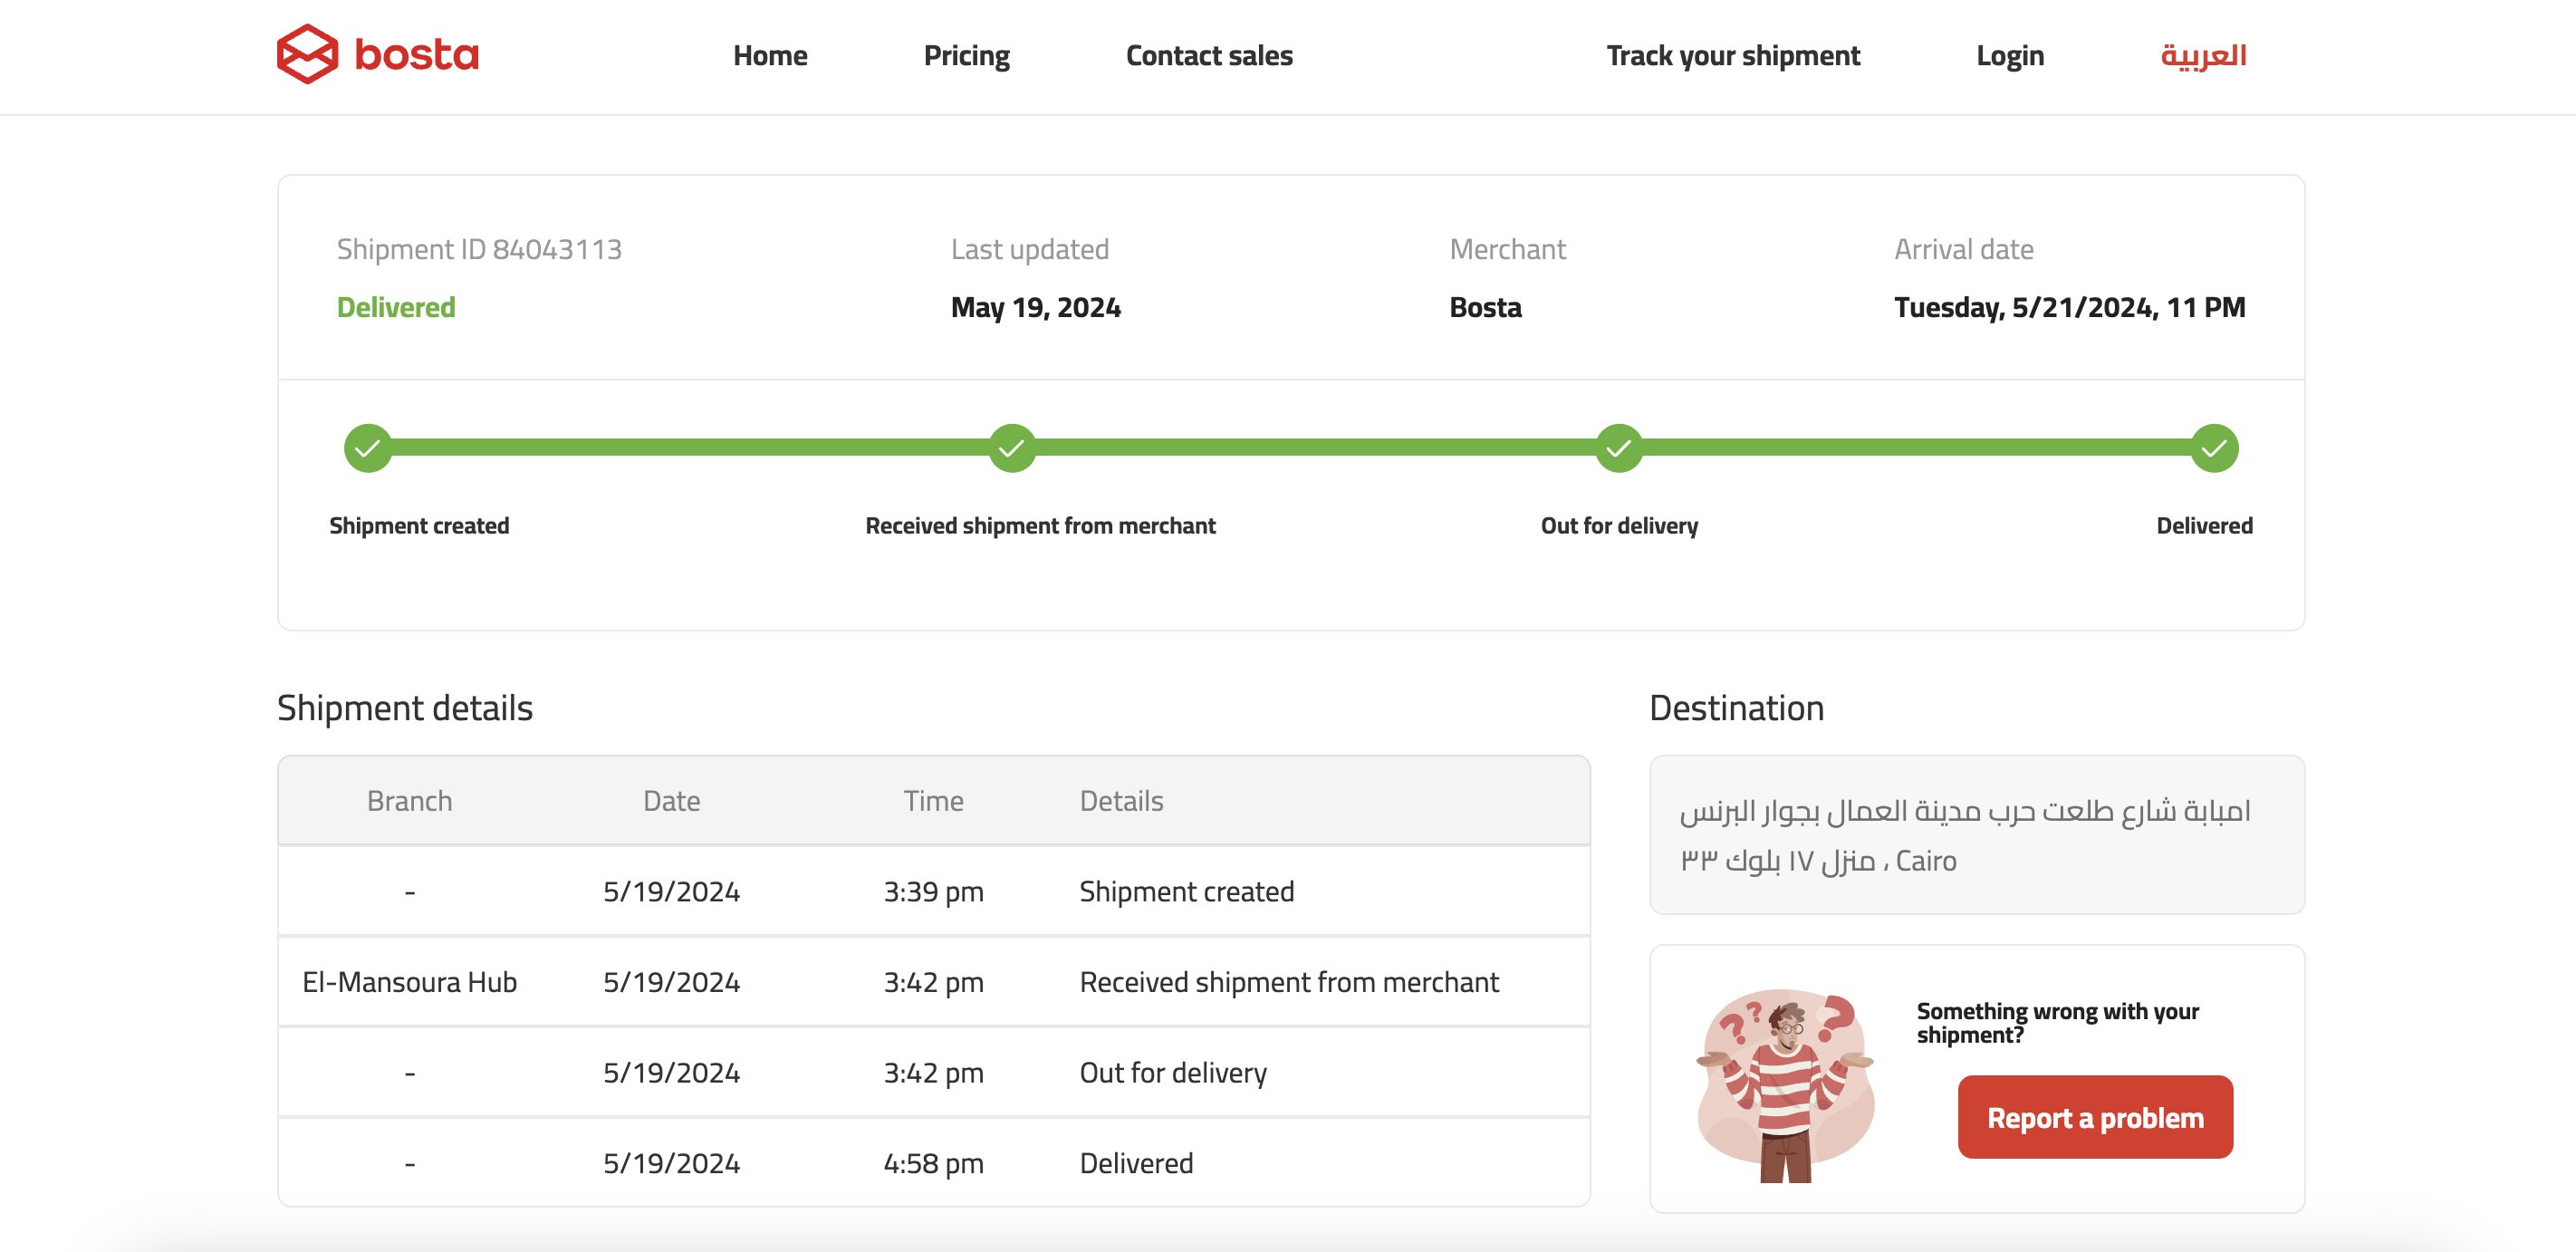 bosta
Home
Pricing
Contact sales
Track your shipment
Login
العربية
Shipment ID 84043113
Delivered
Last updated
May 19, 2024
Merchant
Bosta
Arrival date
Tuesday, 5/21/2024, 11 PM
Shipment created
Received shipment from merchant
Out for delivery
Delivered
Shipment details
Branch Date Time Details
- 5/19/2024 3:39 pm Shipment created
El-Mansoura Hub 5/19/2024 3:42 pm Received shipment from merchant
- 5/19/2024 3:42 pm Out for delivery
- 5/19/2024 4:58 pm Delivered
Destination
امبابة شارع طلعت حرب مدينة العمال بجوار البرنس
Cairo ، منزل ١٧ بلوك ٣٣
Something wrong with your
shipment?
Report a problem